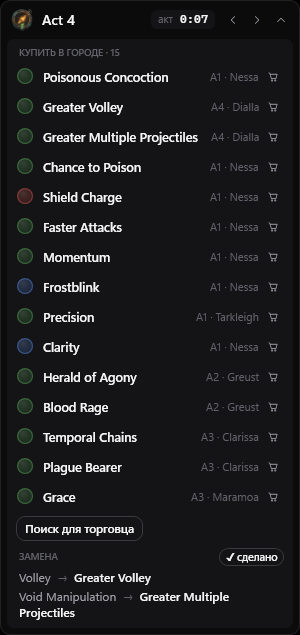 Act 4 акт 0:07
КУПИТЬ В ГОРОДЕ · 15
Poisonous Concoction A1 · Nessa
Greater Volley A4 · Dialla
Greater Multiple Projectiles A4 · Dialla
Chance to Poison A1 · Nessa
Shield Charge A1 · Nessa
Faster Attacks A1 · Nessa
Momentum A1 · Nessa
Frostblink A1 · Nessa
Precision A1 · Tarkleigh
Clarity A1 · Nessa
Herald of Agony A2 · Greust
Blood Rage A2 · Greust
Temporal Chains A3 · Clarissa
Plague Bearer A3 · Clarissa
Grace A3 · Maramoa
Поиск для торговца
ЗАМЕНА ✓ сделано
Volley → Greater Volley
Void Manipulation → Greater Multiple
Projectiles